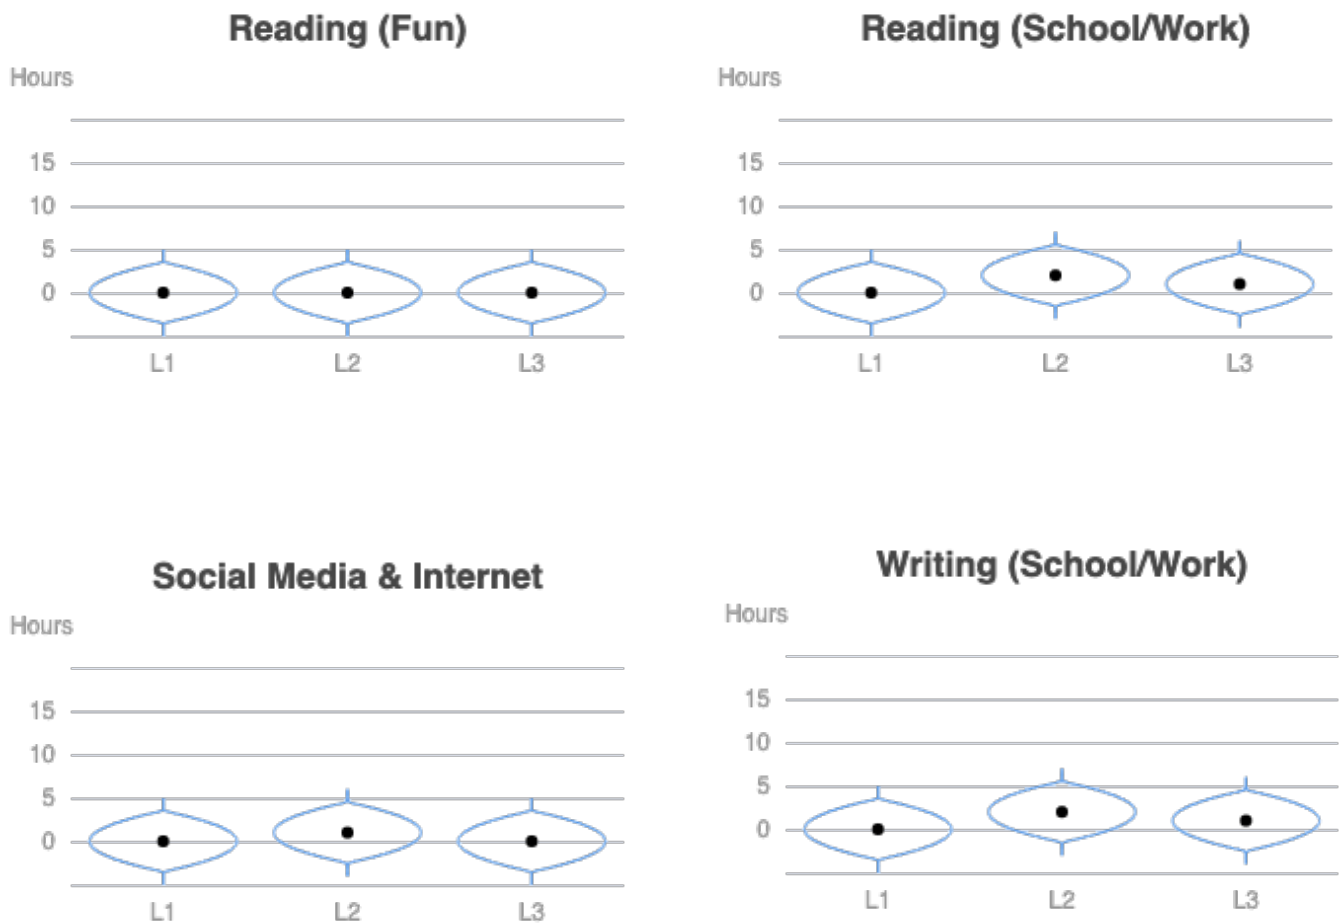 Reading (Fun)
Hours
15
10
5
0
L1 L2 L3
Reading (School/Work)
Hours
15
10
5
0
L1 L2 L3
Social Media & Internet
Hours
15
10
5
0
L1 L2 L3
Writing (School/Work)
Hours
15
10
5
0
L1 L2 L3